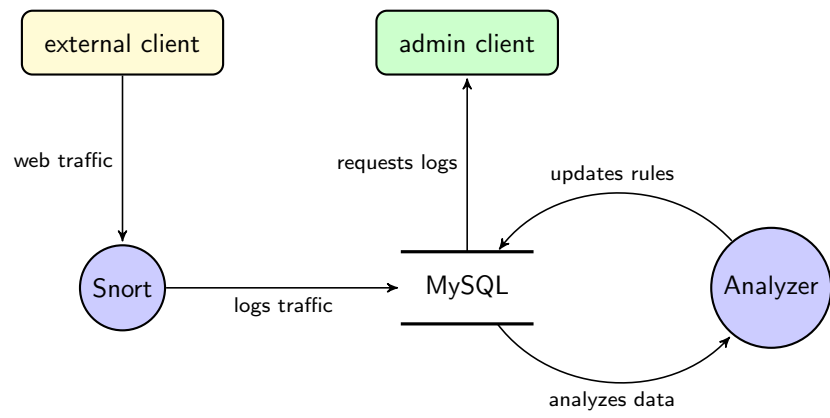 external client
admin client
web traffic
requests logs
updates rules
Snort
logs traffic
MySQL
Analyzer
analyzes data